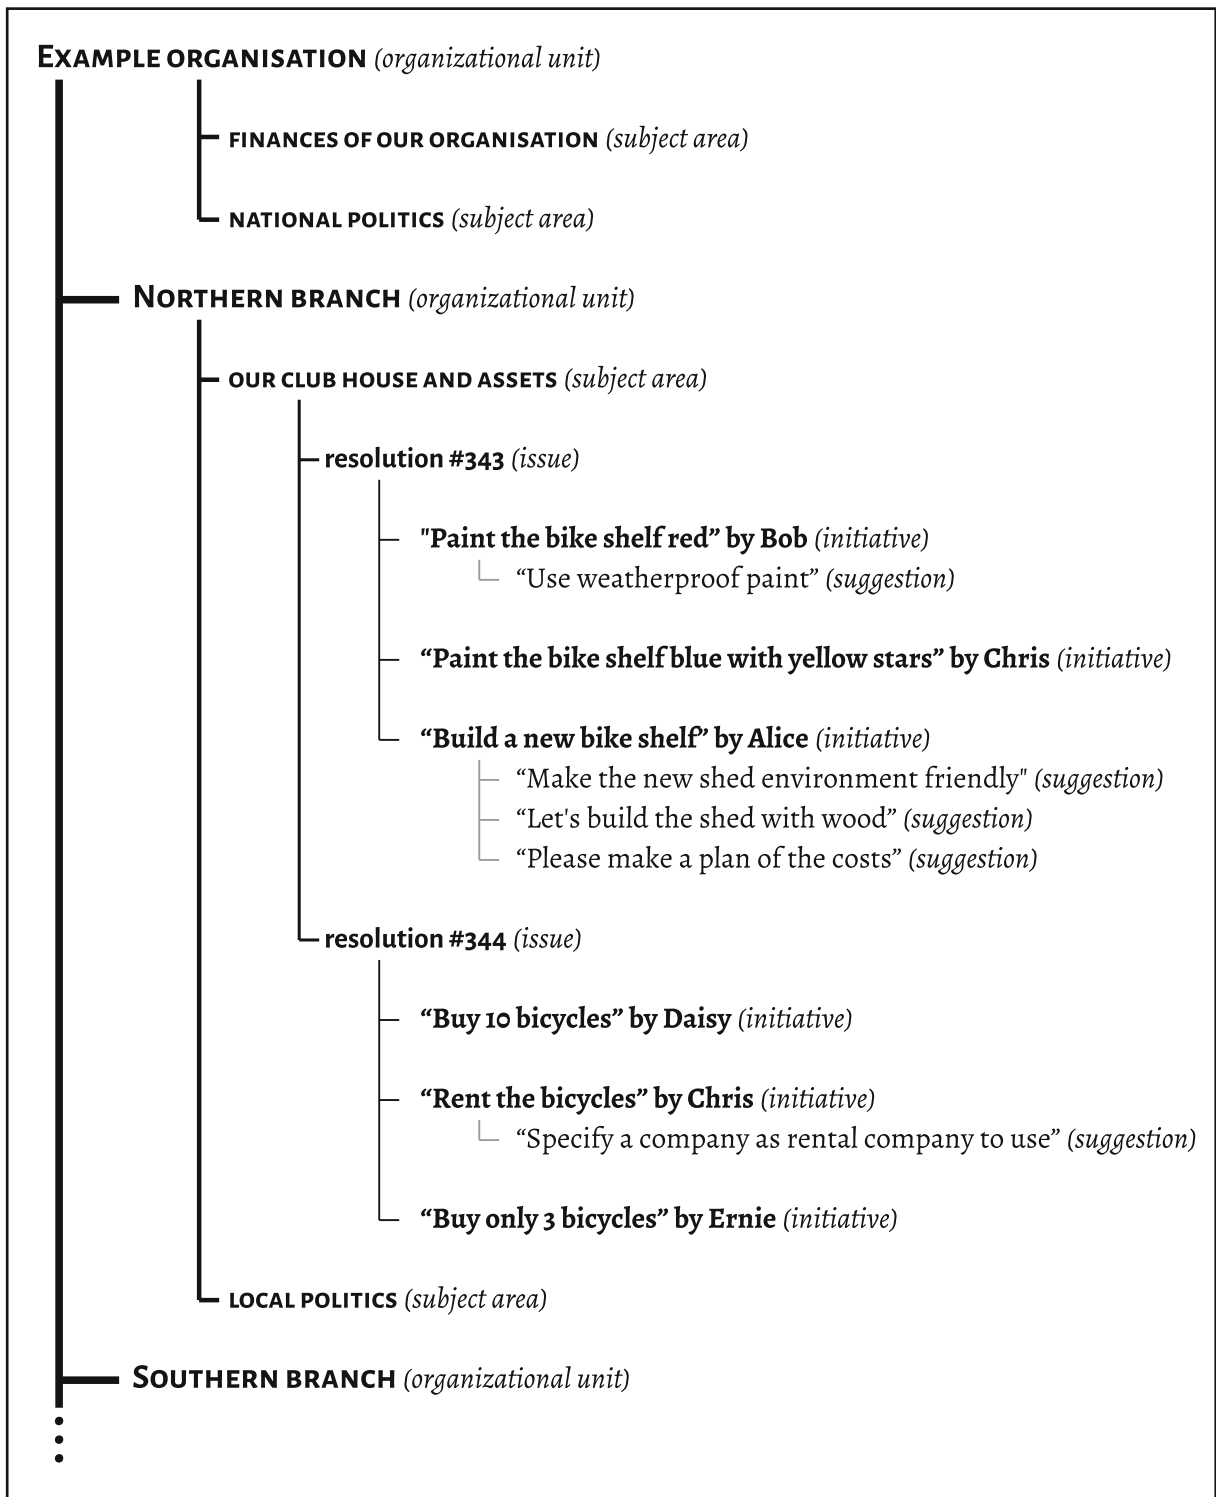 Example organisation (organizational unit)
finances of our organisation (subject area)
national politics (subject area)
Northern branch (organizational unit)
our club house and assets (subject area)
resolution #343 (issue)
"Paint the bike shelf red” by Bob (initiative)
“Use weatherproof paint” (suggestion)
“Paint the bike shelf blue with yellow stars” by Chris (initiative)
“Build a new bike shelf” by Alice (initiative)
“Make the new shed environment friendly" (suggestion)
“Let's build the shed with wood” (suggestion)
“Please make a plan of the costs” (suggestion)
resolution #344 (issue)
“Buy 10 bicycles” by Daisy (initiative)
“Rent the bicycles” by Chris (initiative)
“Specify a company as rental company to use” (suggestion)
“Buy only 3 bicycles” by Ernie (initiative)
local politics (subject area)
Southern branch (organizational unit)